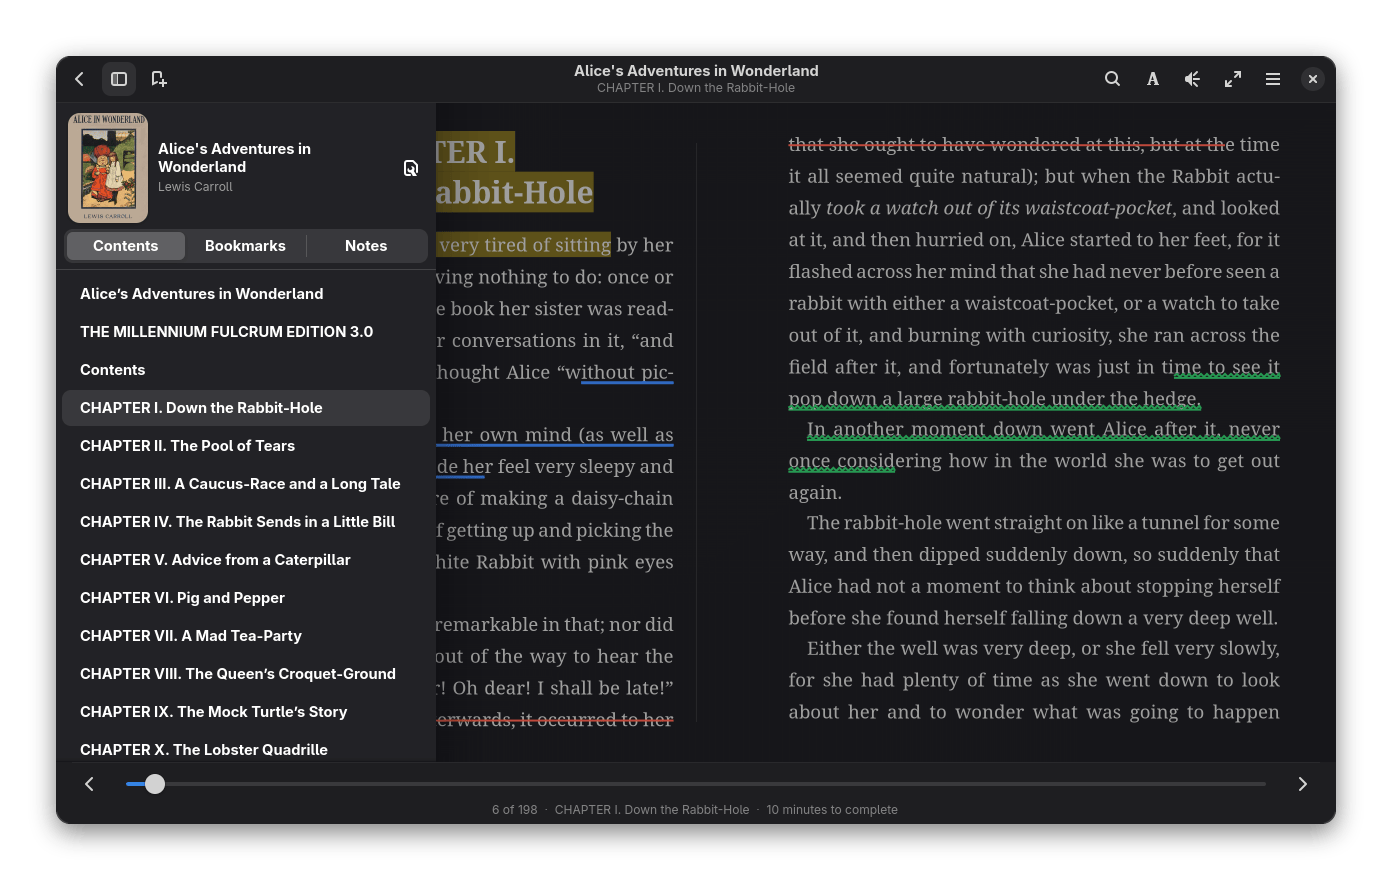 Alice's Adventures in Wonderland
CHAPTER I. Down the Rabbit-Hole
A
ALICE IN WONDERLAND
LEWIS CARROLL
Alice's Adventures in
Wonderland
Lewis Carroll
Contents Bookmarks Notes
Alice’s Adventures in Wonderland
THE MILLENNIUM FULCRUM EDITION 3.0
Contents
CHAPTER I. Down the Rabbit-Hole
CHAPTER II. The Pool of Tears
CHAPTER III. A Caucus-Race and a Long Tale
CHAPTER IV. The Rabbit Sends in a Little Bill
CHAPTER V. Advice from a Caterpillar
CHAPTER VI. Pig and Pepper
CHAPTER VII. A Mad Tea-Party
CHAPTER VIII. The Queen’s Croquet-Ground
CHAPTER IX. The Mock Turtle’s Story
CHAPTER X. The Lobster Quadrille
TER I.
abbit-Hole
very tired of sitting by her
ving nothing to do: once or
e book her sister was read-
r conversations in it, “and
hought Alice “without pic-
her own mind (as well as
de her feel very sleepy and
re of making a daisy-chain
f getting up and picking the
hite Rabbit with pink eyes
remarkable in that; nor did
out of the way to hear the
r! Oh dear! I shall be late!”
erwards, it occurred to her
that she ought to have wondered at this, but at the time
it all seemed quite natural); but when the Rabbit actu-
ally took a watch out of its waistcoat-pocket, and looked
at it, and then hurried on, Alice started to her feet, for it
flashed across her mind that she had never before seen a
rabbit with either a waistcoat-pocket, or a watch to take
out of it, and burning with curiosity, she ran across the
field after it, and fortunately was just in time to see it
pop down a large rabbit-hole under the hedge.
In another moment down went Alice after it, never
once considering how in the world she was to get out
again.
The rabbit-hole went straight on like a tunnel for some
way, and then dipped suddenly down, so suddenly that
Alice had not a moment to think about stopping herself
before she found herself falling down a very deep well.
Either the well was very deep, or she fell very slowly,
for she had plenty of time as she went down to look
about her and to wonder what was going to happen
6 of 198 · CHAPTER I. Down the Rabbit-Hole · 10 minutes to complete